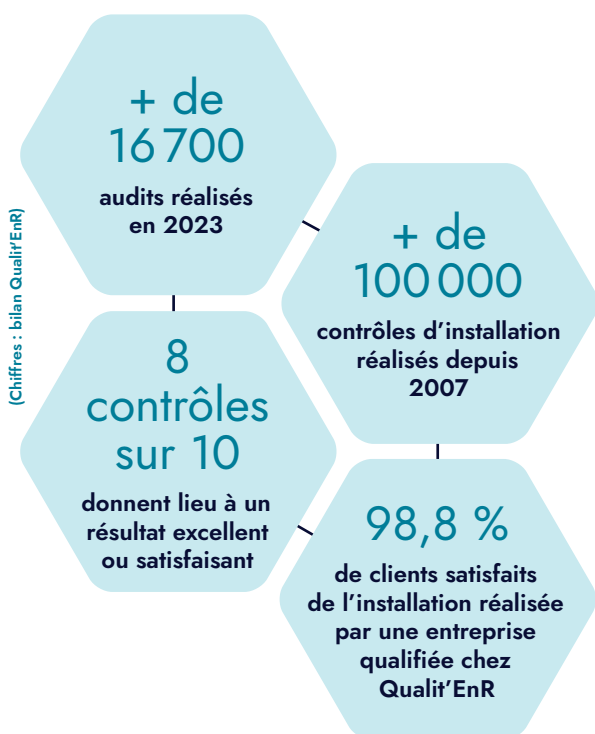 + de
16 700
audits réalisés
en 2023
+ de
100 000
contrôles d’installation
réalisés depuis
2007
8
contrôles
sur 10
donnent lieu à un
résultat excellent
ou satisfaisant
98,8 %
de clients satisfaits
de l’installation réalisée
par une entreprise
qualifiée chez
Qualit’EnR
(Chiffres : bilan Qualit’EnR)